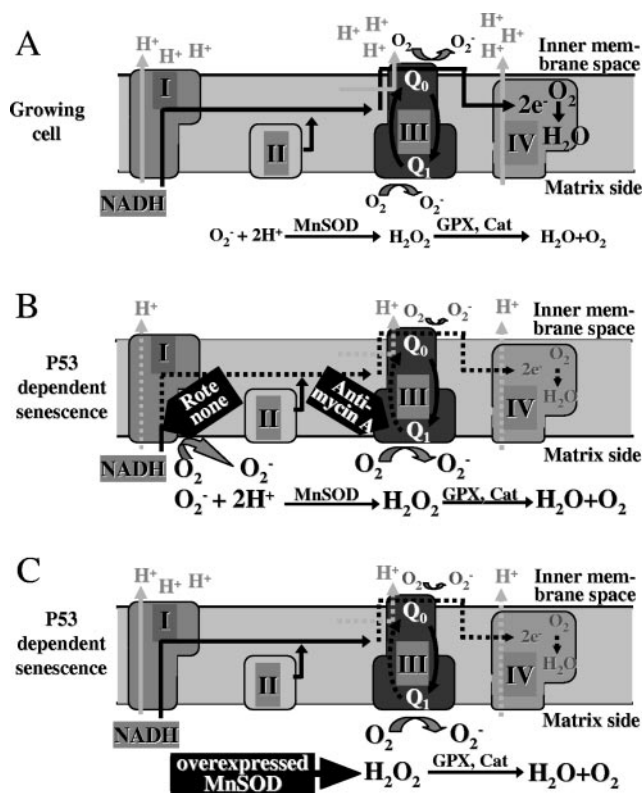 A
H⁺ H⁺ H⁺
H⁺ H⁺ H⁺
O₂ O₂⁻
H⁺ H⁺ H⁺
Inner membrane space
Growing cell
I
II
III
IV
Q₀
Q₁
2e⁻
O₂
H₂O
NADH
O₂ O₂⁻
Matrix side
O₂⁻ + 2H⁺ MnSOD H₂O₂ GPX, Cat H₂O+O₂
B
H⁺
H⁺ O₂ O₂⁻
H⁺
Inner mem-
brane space
P53
dependent
senescence
I
Rote
none
II
Anti-
mycin A
III
IV
Q₀
Q₁
2e⁻
O₂
H₂O
NADH
O₂ O₂⁻
O₂ O₂⁻
Matrix side
O₂⁻ + 2H⁺ MnSOD H₂O₂ GPX, Cat H₂O+O₂
C
H⁺ H⁺ H⁺
H⁺ O₂ O₂⁻
H⁺
Inner mem-
brane space
P53
dependent
senescence
I
II
III
IV
Q₀
Q₁
2e⁻
O₂
H₂O
NADH
O₂ O₂⁻
Matrix side
overexpressed
MnSOD
H₂O₂ GPX, Cat H₂O+O₂